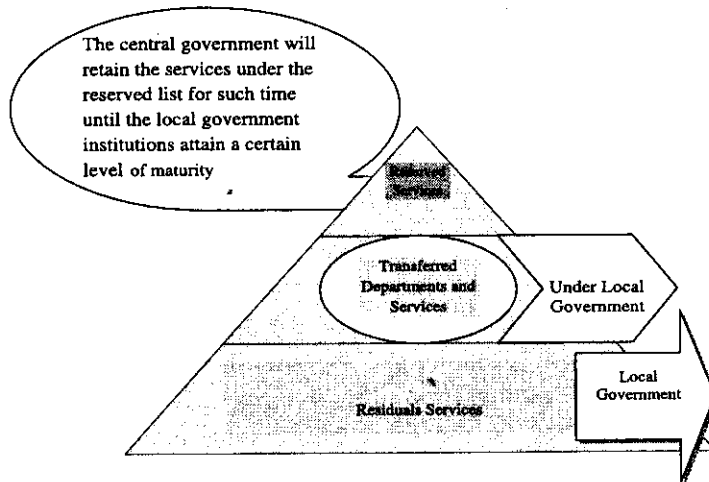 The central government will
retain the services under the
reserved list for such time
until the local government
institutions attain a certain
level of maturity
Reserved
Services
Transferred
Departments and
Services
Under Local
Government
Residuals Services
Local
Government